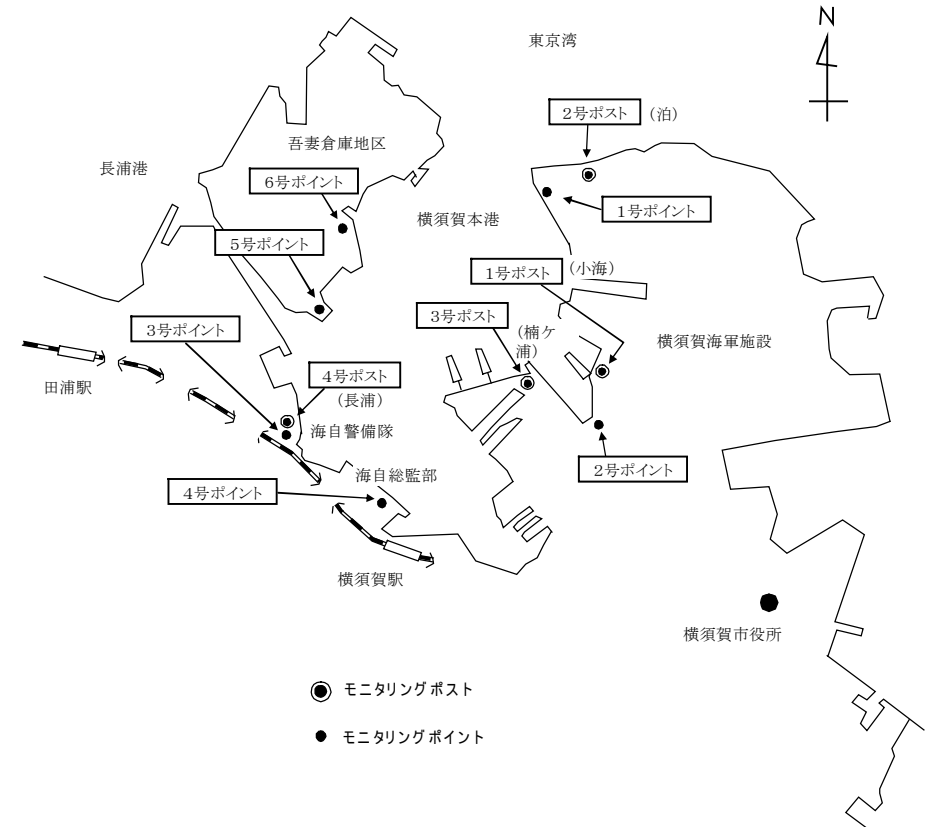 N
東京湾
2号ポスト
(泊)
吾妻倉庫地区
長浦港
6号ポイント
1号ポイント
横須賀本港
5号ポイント
1号ポスト
(小海)
3号ポスト
3号ポイント
(楠ケ
浦)
横須賀海軍施設
4号ポスト
田浦駅
(長浦)
海自警備隊
2号ポイント
海自総監部
4号ポイント
横須賀駅
横須賀市役所
モニタリングポスト
モニタリングポイント